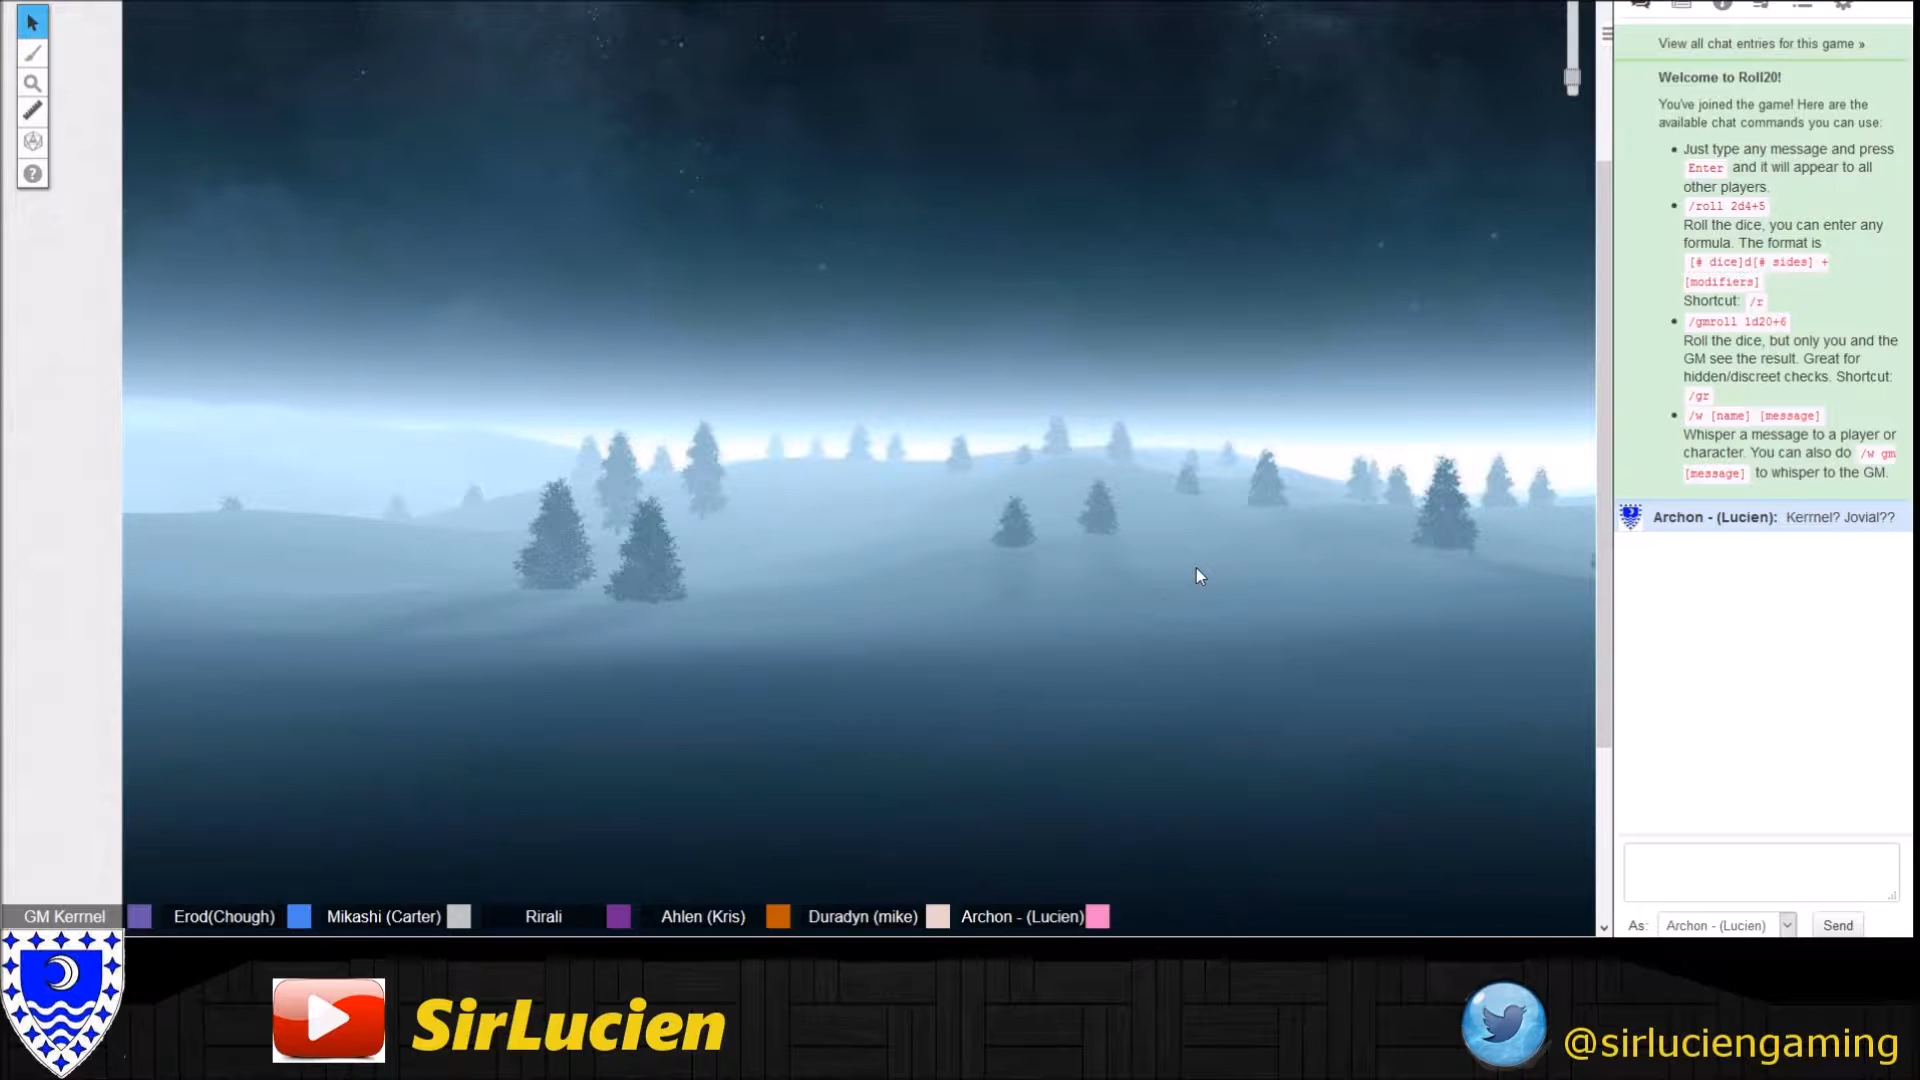 View all chat entries for this game »
Welcome to Roll20!
You've joined the game! Here are the
available chat commands you can use:
Just type any message and press
Enter and it will appear to all
other players.
/roll 2d4+5
Roll the dice, you can enter any
formula. The format is
[# dice]d[# sides] +
[modifiers]
Shortcut: /r
/gmroll 1d20+6
Roll the dice, but only you and the
GM see the result. Great for
hidden/discreet checks. Shortcut:
/gr
/w [name] [message]
Whisper a message to a player or
character. You can also do /w gm
[message] to whisper to the GM.
Archon - (Lucien): Kerrnel? Jovial??
GM Kerrnel Erod(Chough) Mikashi (Carter) Rirali Ahlen (Kris) Duradyn (mike) Archon - (Lucien)
As: Archon - (Lucien) Send
SirLucien
@sirluciengaming